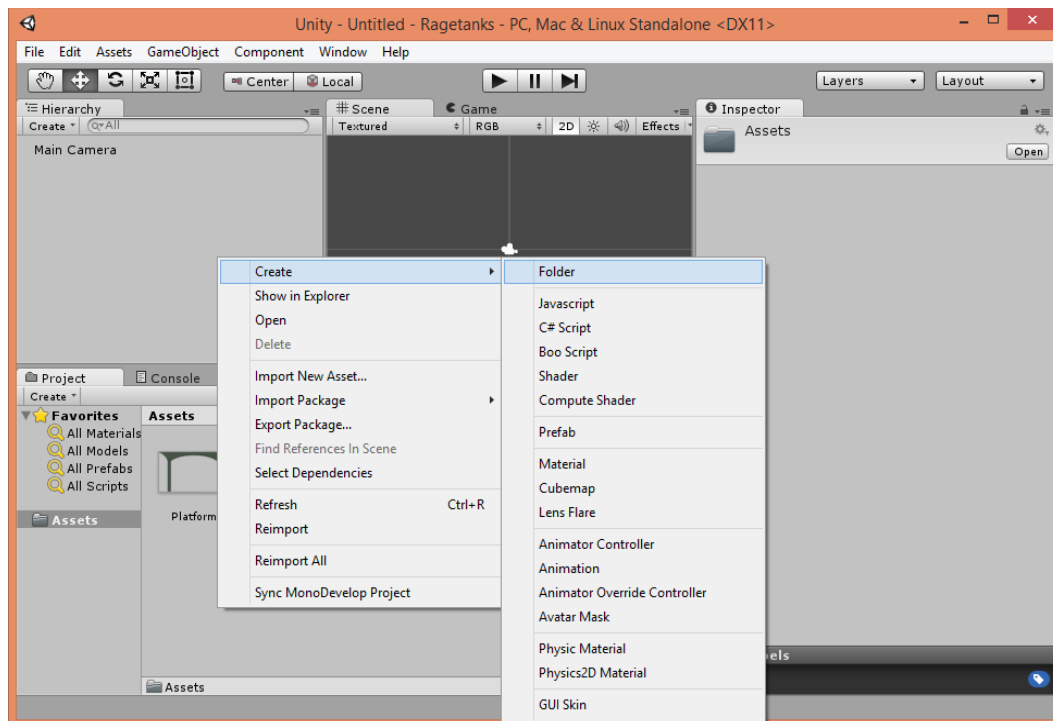 Unity - Untitled - Ragetanks - PC, Mac & Linux Standalone <DX11>
File Edit Assets GameObject Component Window Help
Center Local Layers Layout
Hierarchy
Create All
Main Camera
Scene Game
Textured RGB 2D Effects
Inspector
Assets
Open
Create
Show in Explorer
Open
Delete
Import New Asset...
Import Package
Export Package...
Find References In Scene
Select Dependencies
Refresh Ctrl+R
Reimport
Reimport All
Sync MonoDevelop Project
Folder
Javascript
C# Script
Boo Script
Shader
Compute Shader
Prefab
Material
Cubemap
Lens Flare
Animator Controller
Animation
Animator Override Controller
Avatar Mask
Physic Material
Physics2D Material
GUI Skin
Project Console
Create
Favorites
All Materials
All Models
All Prefabs
All Scripts
Assets
Assets
Platform
Assets
els